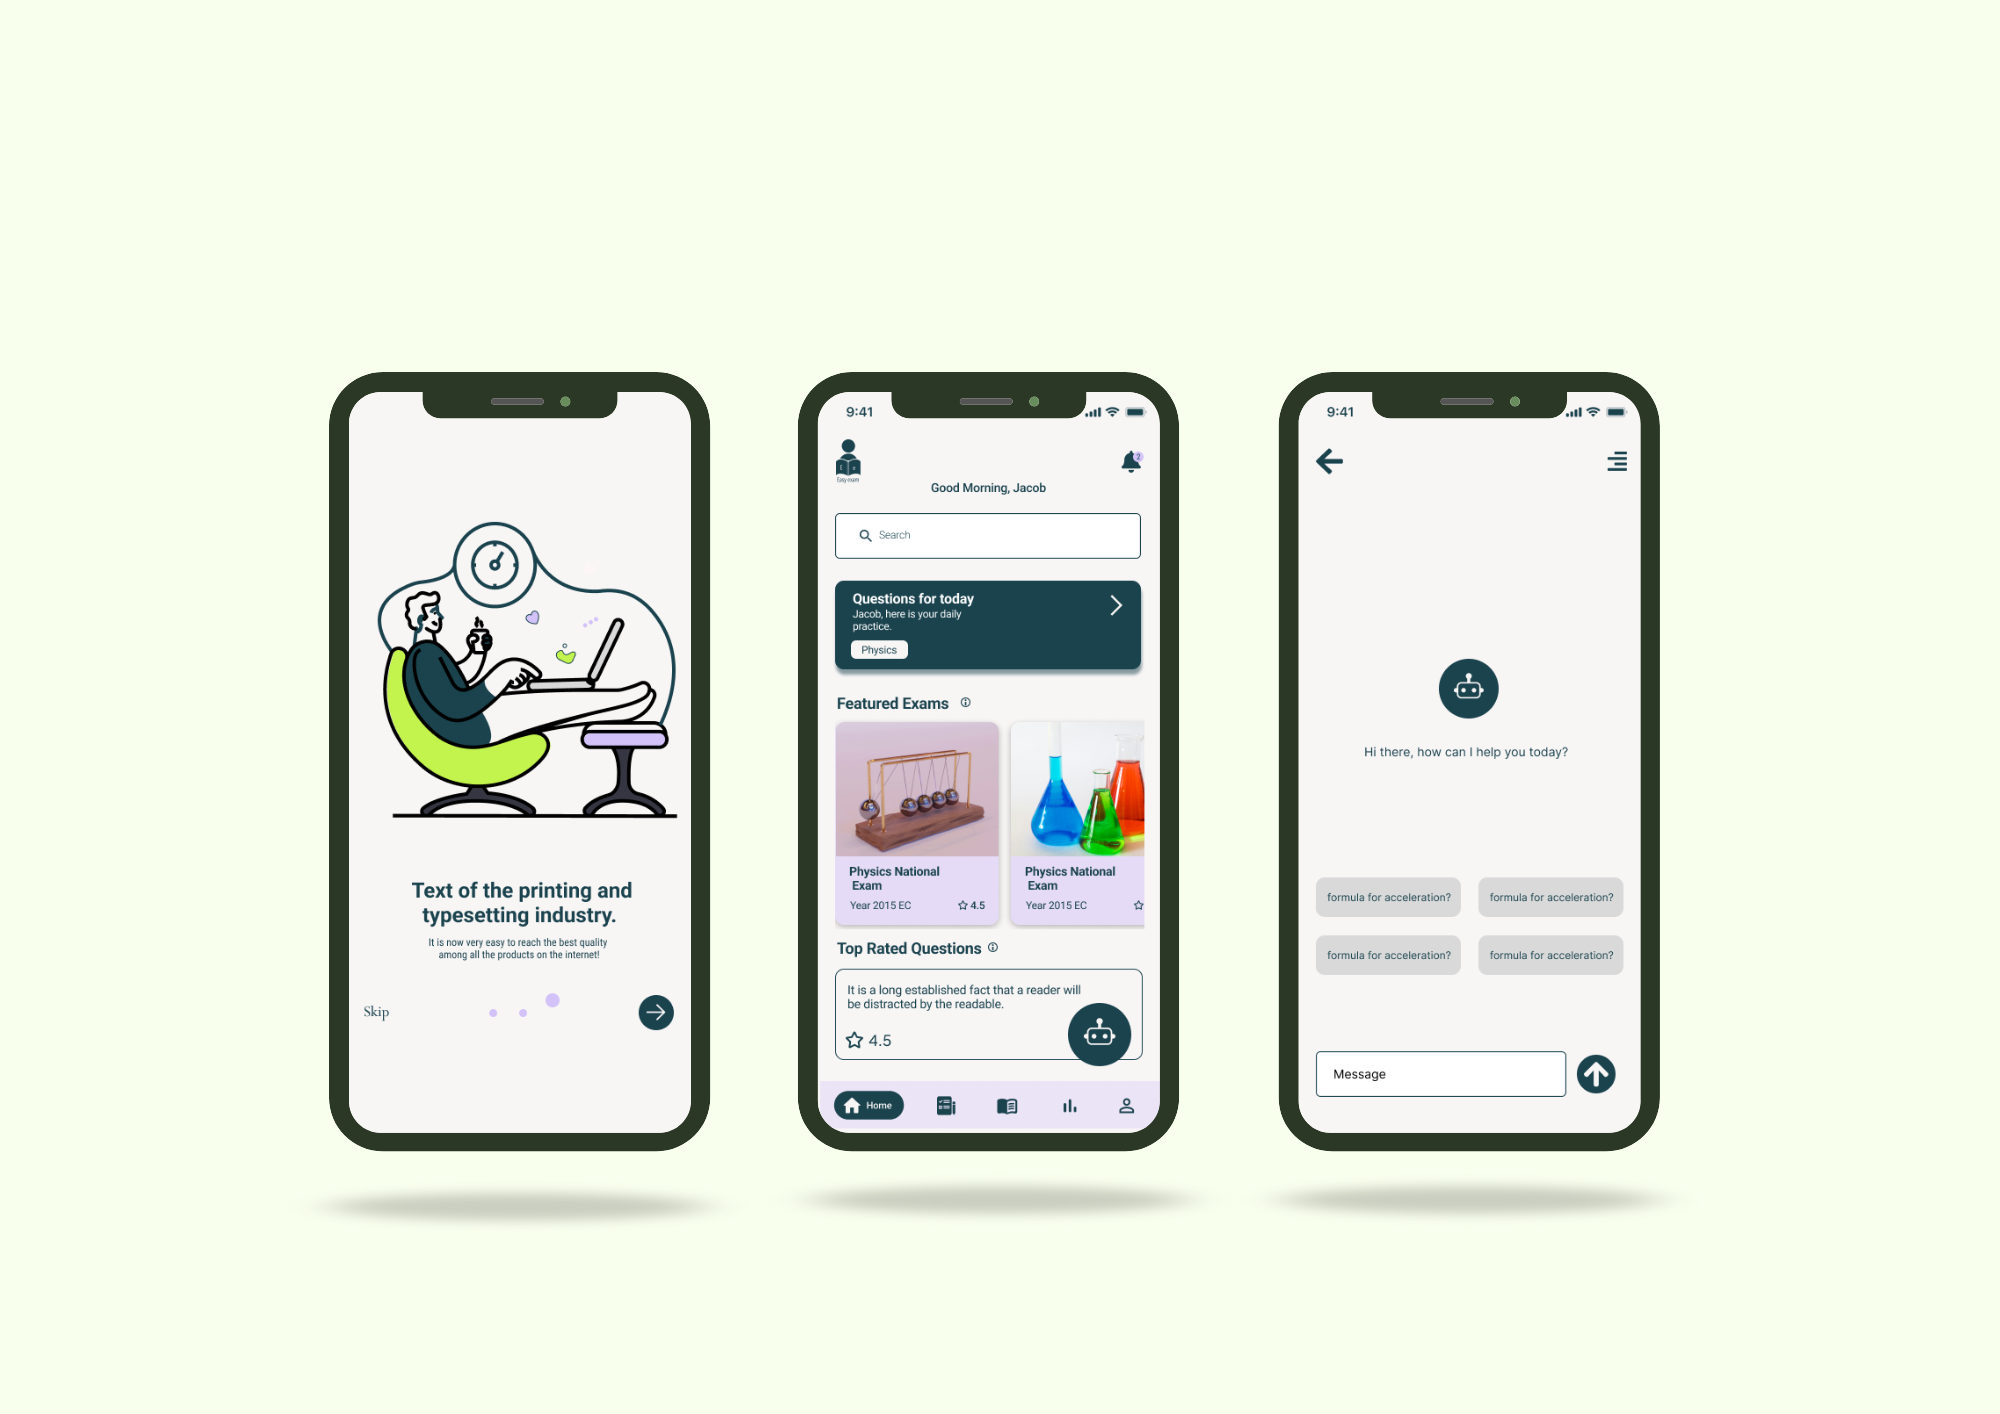 Text of the printing and
typesetting industry.
It is now very easy to reach the best quality
among all the products on the internet!
Skip
9:41
Easy exam
2
Good Morning, Jacob
Search
Questions for today
Jacob, here is your daily
practice.
Physics
Featured Exams
Physics National
Exam
Year 2015 EC
4.5
Physics National
Exam
Year 2015 EC
Top Rated Questions
It is a long established fact that a reader will
be distracted by the readable.
4.5
Home
9:41
Hi there, how can I help you today?
formula for acceleration?
formula for acceleration?
formula for acceleration?
formula for acceleration?
Message